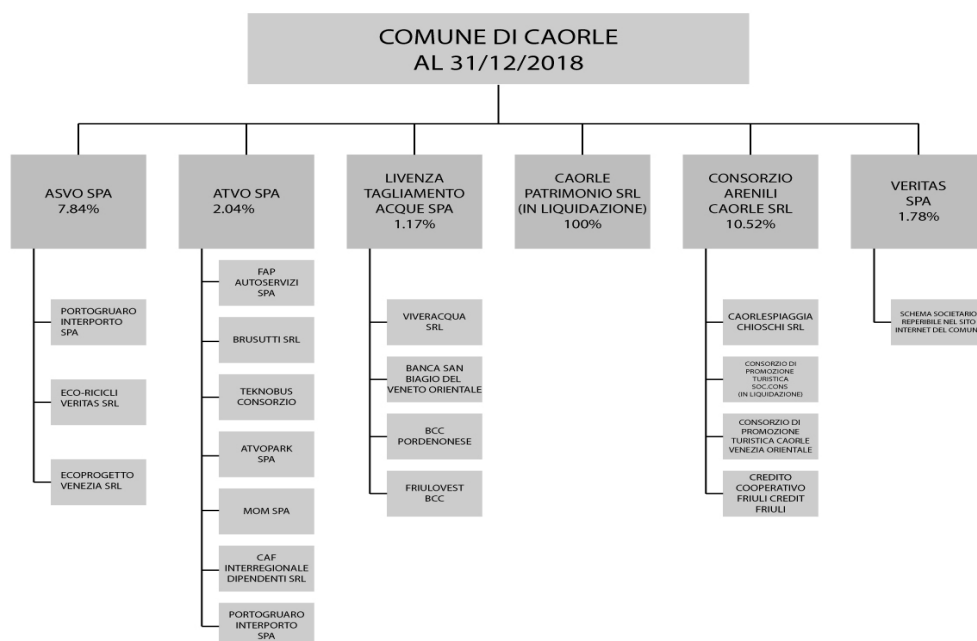 COMUNE DI CAORLE
AL 31/12/2018
ASVO SPA
7.84%
PORTOGRUARO
INTERPORTO
SPA
ECO-RICICLI
VERITAS SRL
ECOPROGETTO
VENEZIA SRL
ATVO SPA
2.04%
FAP
AUTOSERVIZI
SPA
BRUSUTTI SRL
TEKNOBUS
CONSORZIO
ATVOPARK
SPA
MOM SPA
CAF
INTERREGIONALE
DIPENDENTI SRL
PORTOGRUARO
INTERPORTO
SPA
LIVENZA
TAGLIAMENTO
ACQUE SPA
1.17%
VIVERACQUA
SRL
BANCA SAN
BIAGIO DEL
VENETO ORIENTALE
BCC
PORDENONESE
FRIULOVEST
BCC
CAORLE
PATRIMONIO SRL
(IN LIQUIDAZIONE)
100%
CONSORZIO
ARENILI
CAORLE SRL
10.52%
CAORLESPIAGGIA
CHIOSCHI SRL
CONSORZIO DI
PROMOZIONE
TURISTICA
SOC.CONS
(IN LIQUIDAZIONE)
CONSORZIO DI
PROMOZIONE
TURISTICA CAORLE
VENEZIA ORIENTALE
CREDITO
COOPERATIVO
FRIULI CREDIT
FRIULI
VERITAS
SPA
1.78%
SCHEMA SOCIETARIO
REPERIBILE NEL SITO
INTERNET DEL COMUN